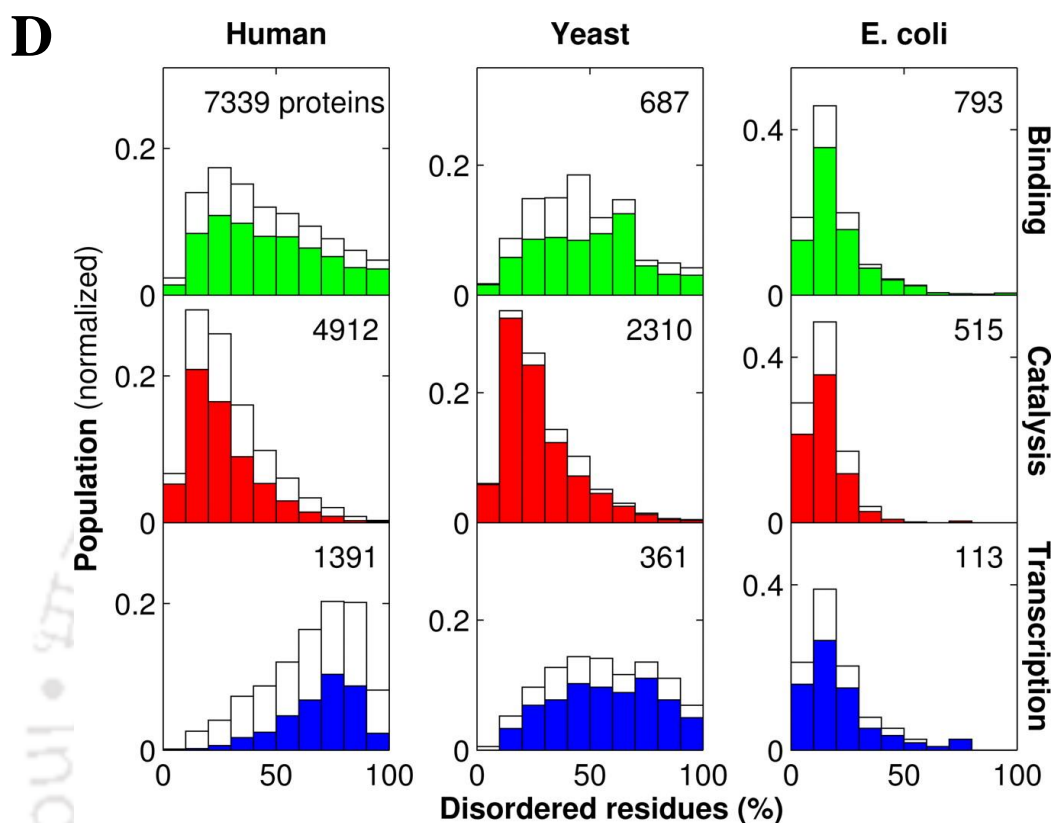 D
Human Yeast E. coli
7339 proteins 687 793
0.2 0.2 0.4
0 0 0
Binding
4912 2310 515
0.2 0.2 0.4
0 0 0
Catalysis
1391 361 113
0.2 0.2 0.4
0 0 0
Transcription
0 50 100 0 50 100 0 50 100
Population (normalized)
Disordered residues (%)